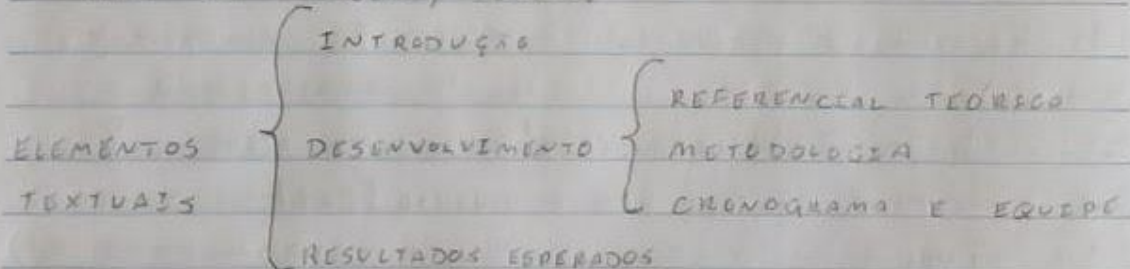 INTRODUÇÃO
REFERENCIAL TEÓRICO
ELEMENTOS DESENVOLVIMENTO METODOLOGIA
TEXTUAIS CRONOGRAMA E EQUIPE
RESULTADOS ESPERADOS